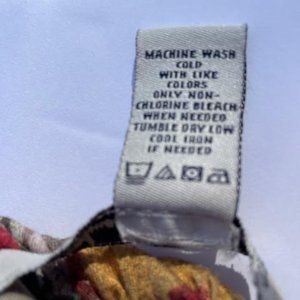 MACHINE WASH
COLD
WITH LIKE
COLORS
ONLY NON-
CHLORINE BLEACH
WHEN NEEDED
TUMBLE DRY LOW
COOL IRON
IF NEEDED